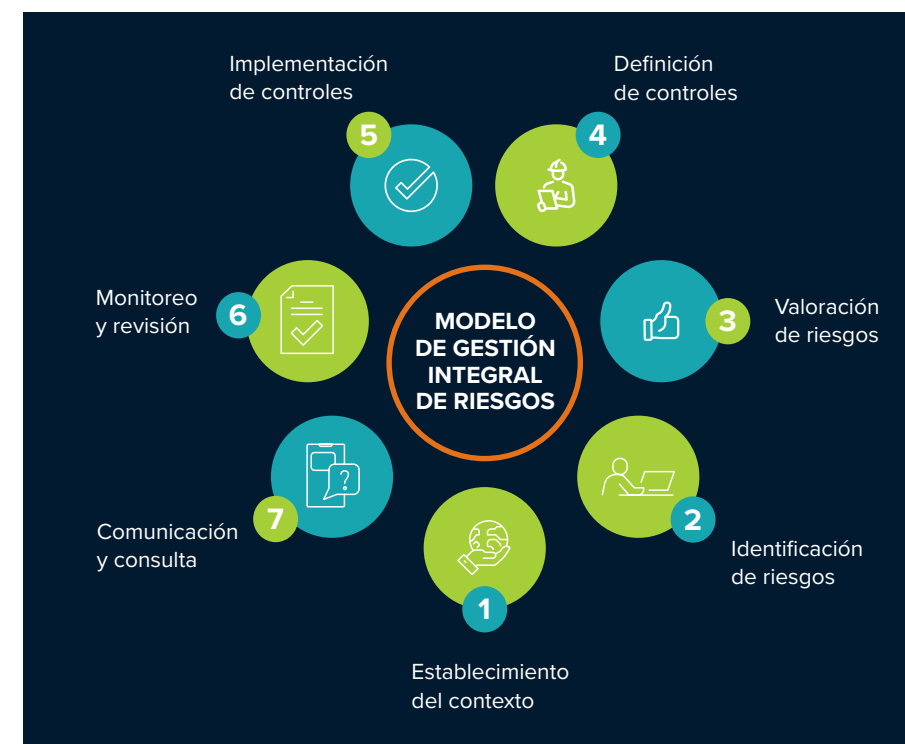 Implementación
de controles
5
Definición
de controles
4
Monitoreo
y revisión
6
MODELO
DE GESTIÓN
INTEGRAL
DE RIESGOS
3
Valoración
de riesgos
?
Comunicación
y consulta
7
2
Identificación
de riesgos
1
Establecimiento
del contexto